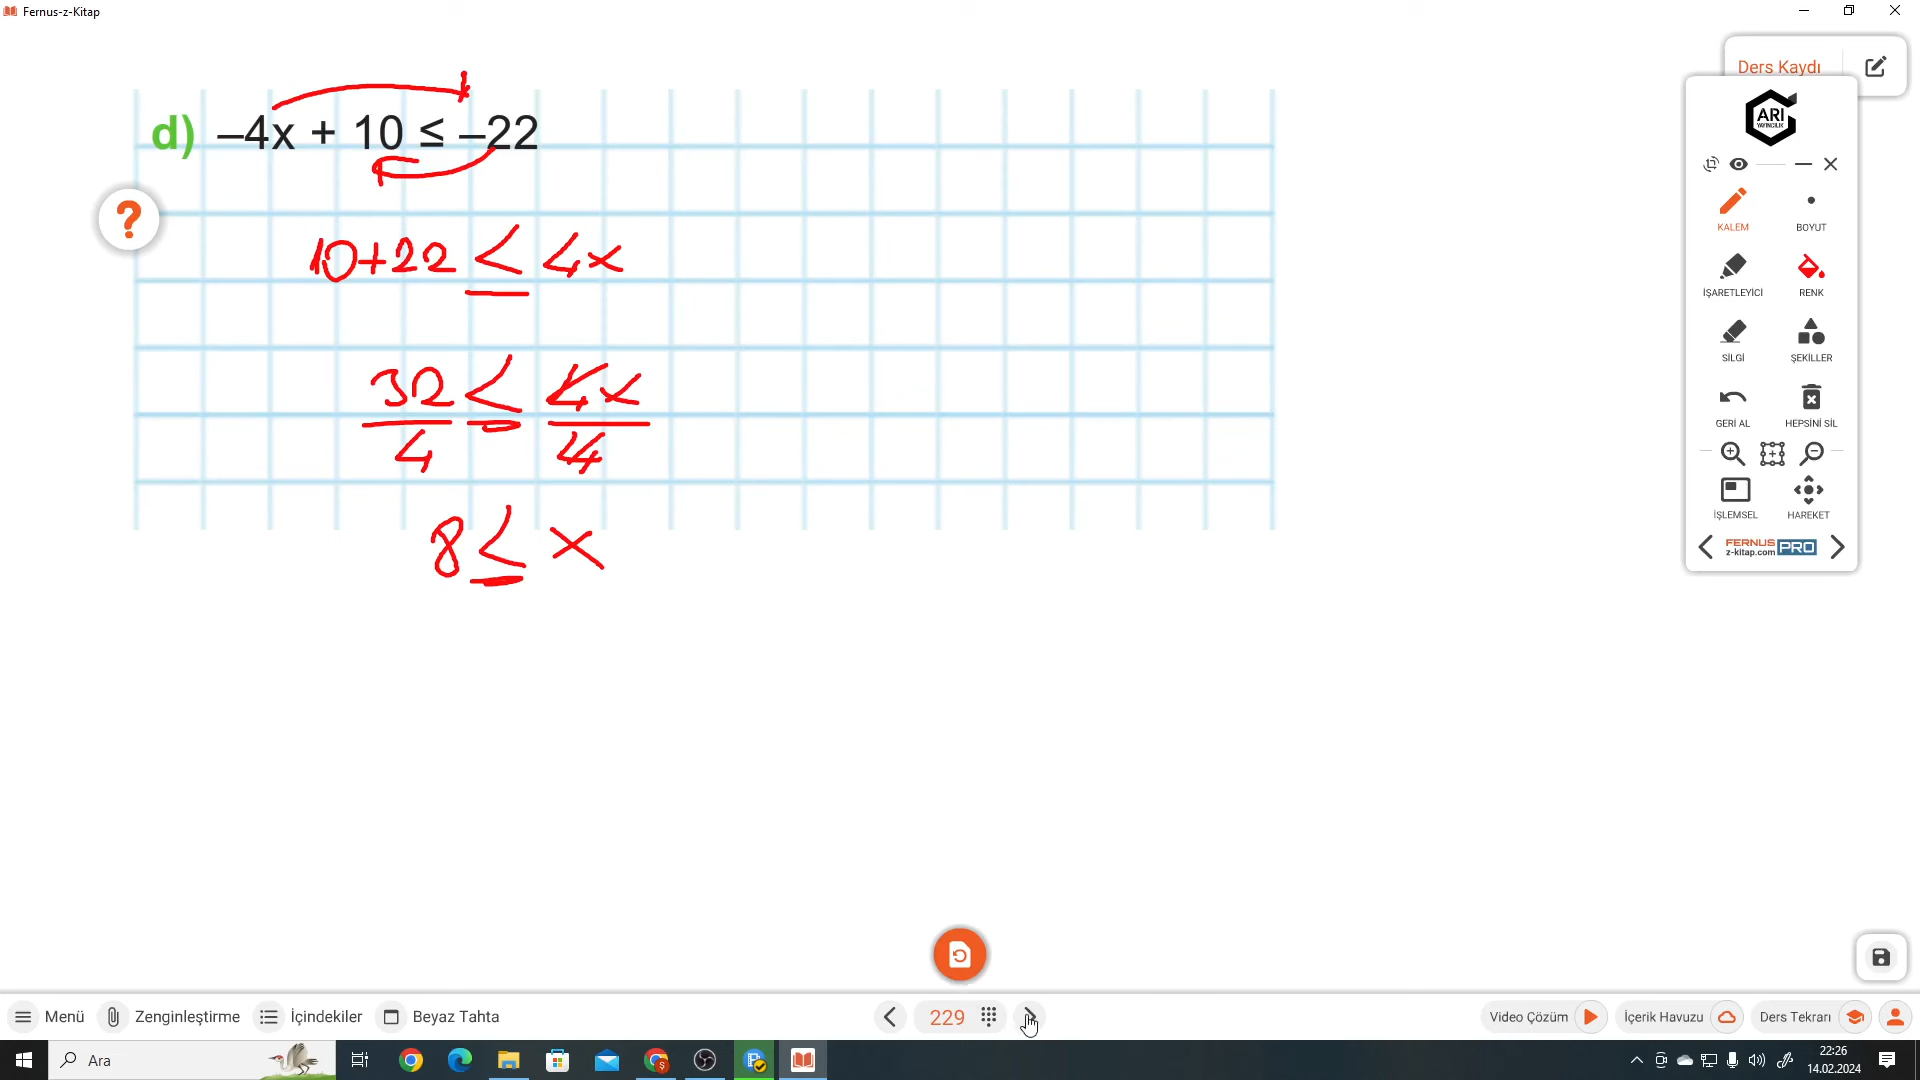 Fernus-z-Kitap
Ders Kaydı
d) –4x + 10 ≤ –22
10+22 ≤ 4x
32/4 ≤ 4x/4
8 ≤ x
?
ARI
YAYINCILIK
KALEM
BOYUT
İŞARETLEYİCİ
RENK
SİLGİ
ŞEKİLLER
GERİ AL
HEPSİNİ SİL
İŞLEMSEL
HAREKET
FERNUS
z-kitap.com PRO
Menü
Zenginleştirme
İçindekiler
Beyaz Tahta
229
Video Çözüm
İçerik Havuzu
Ders Tekrarı
Ara
22:26
14.02.2024